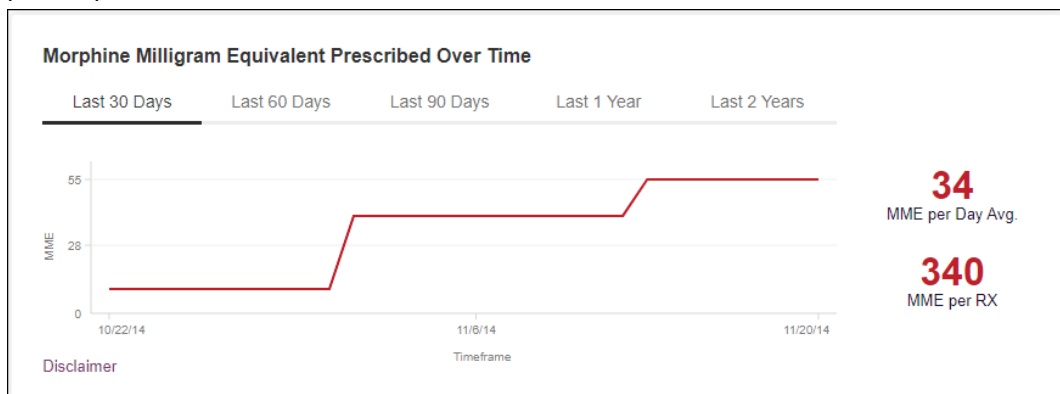 Morphine Milligram Equivalent Prescribed Over Time
Last 30 Days Last 60 Days Last 90 Days Last 1 Year Last 2 Years
55
28
0
MME
10/22/14 11/6/14 11/20/14
Timeframe
34
MME per Day Avg.
340
MME per RX
Disclaimer